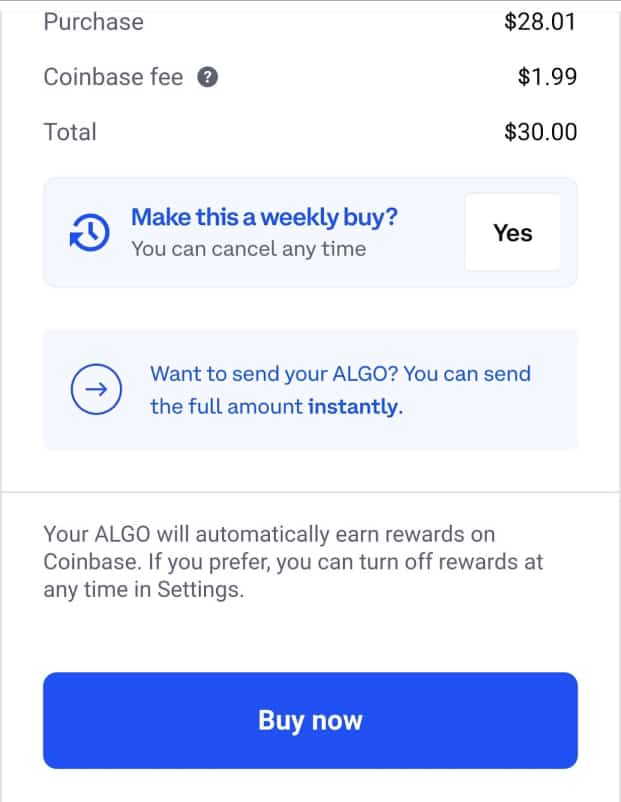 Purchase $28.01
Coinbase fee ? $1.99
Total $30.00
Make this a weekly buy?
You can cancel any time
Yes
Want to send your ALGO? You can send
the full amount instantly.
Your ALGO will automatically earn rewards on
Coinbase. If you prefer, you can turn off rewards at
any time in Settings.
Buy now